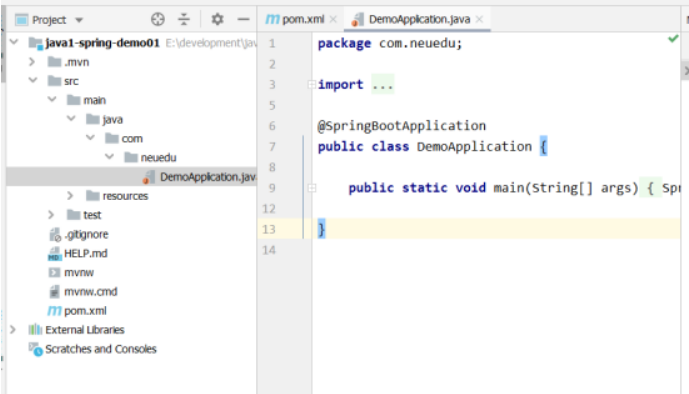 Project
pom.xml
DemoApplication.java
java1-spring-demo01 E:\development\jav
.mvn
src
main
java
com
neuedu
DemoApplication.jav
resources
test
.gitignore
HELP.md
mvnw
mvnw.cmd
pom.xml
External Libraries
Scratches and Consoles
1 package com.neuedu;
2
3 import ...
5
6 @SpringBootApplication
7 public class DemoApplication {
8
9 public static void main(String[] args) { Spr
12
13 }
14